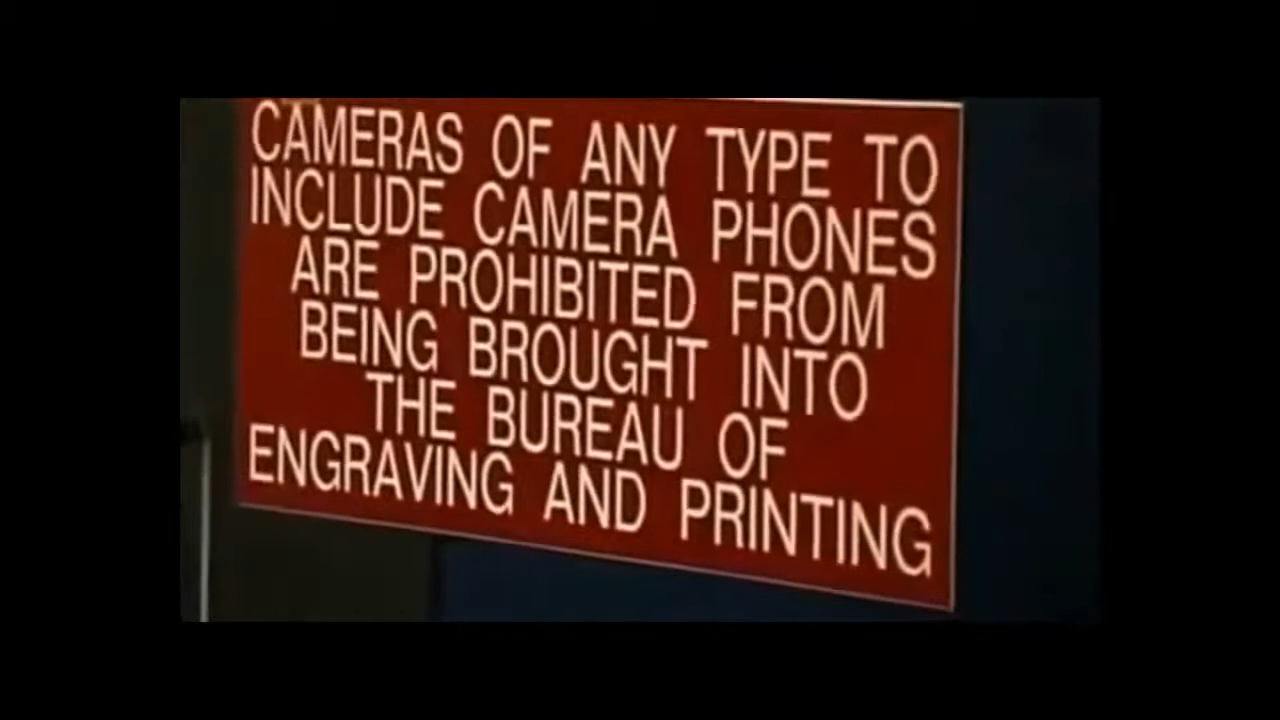 CAMERAS OF ANY TYPE TO
INCLUDE CAMERA PHONES
ARE PROHIBITED FROM
BEING BROUGHT INTO
THE BUREAU OF
ENGRAVING AND PRINTING